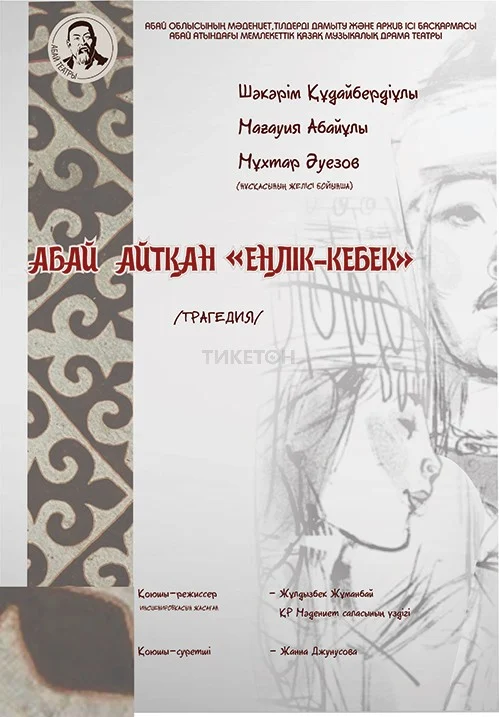 АБАЙ ОБЛЫСЫНЫҢ МӘДЕНИЕТ,ТІЛДЕРДІ ДАМЫТУ ЖӘНЕ АРХИВ ІСІ БАСҚАРМАСЫ
АБАЙ АТЫНДАҒЫ МЕМЛЕКЕТТІК ҚАЗАҚ МУЗЫКАЛЫҚ ДРАМА ТЕАТРЫ
АБАЙ ТЕАТРЫ
Шәкәрім Құдайбердіұлы
Мағауия Абайұлы
Мұхтар Әуезов
(НҰСҚАСЫНЫҢ ЖЕЛІСІ БОЙЫНША)
АБАЙ АЙТҚАН «ЕҢЛІК-КЕБЕК»
/ТРАГЕДИЯ/
ТИКЕТОН
Қоюшы-режиссер - Жұлдызбек Жұманбай
ИНСЦЕНИРОВКАСЫН ЖАСАҒАН ҚР Мәдениет саласының үздігі
Қоюшы-суретші - Жанна Джунусова